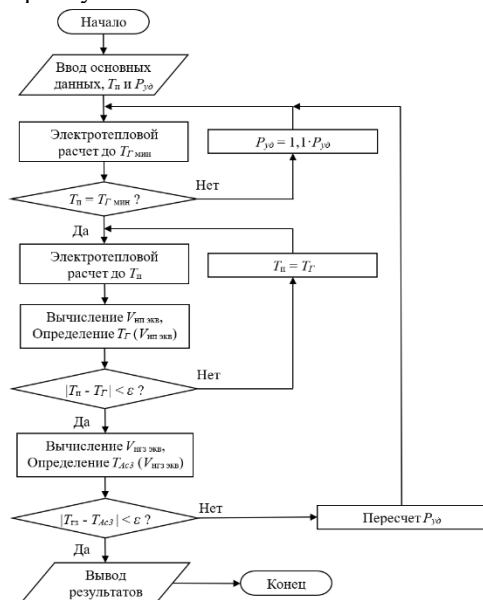 Начало
Ввод основных
данных, Tп и Pуд
Электротепловой
расчет до TГ мин
Pуд = 1,1·Pуд
Нет
Tп = TГ мин ?
Да
Электротепловой
расчет до Tп
Tп = TГ
Вычисление Vнп экв,
Определение TГ (Vнп экв)
Нет
|Tп - TГ| < ε ?
Да
Вычисление Vнгз экв,
Определение TAc3 (Vнгз экв)
Нет
|Tгз - TAc3| < ε ?
Пересчет Pуд
Да
Вывод
результатов
Конец